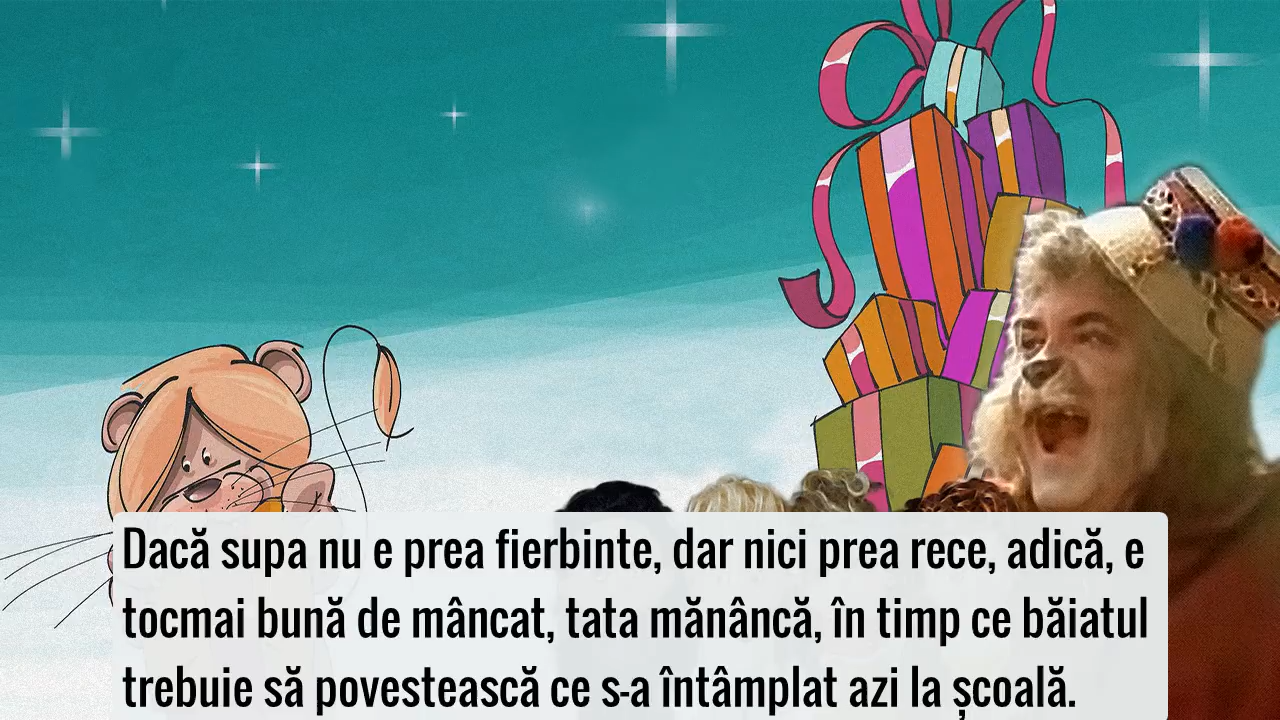 Dacă supa nu e prea fierbinte, dar nici prea rece, adică, e
tocmai bună de mâncat, tata mănâncă, în timp ce băiatul
trebuie să povestească ce s-a întâmplat azi la școală.